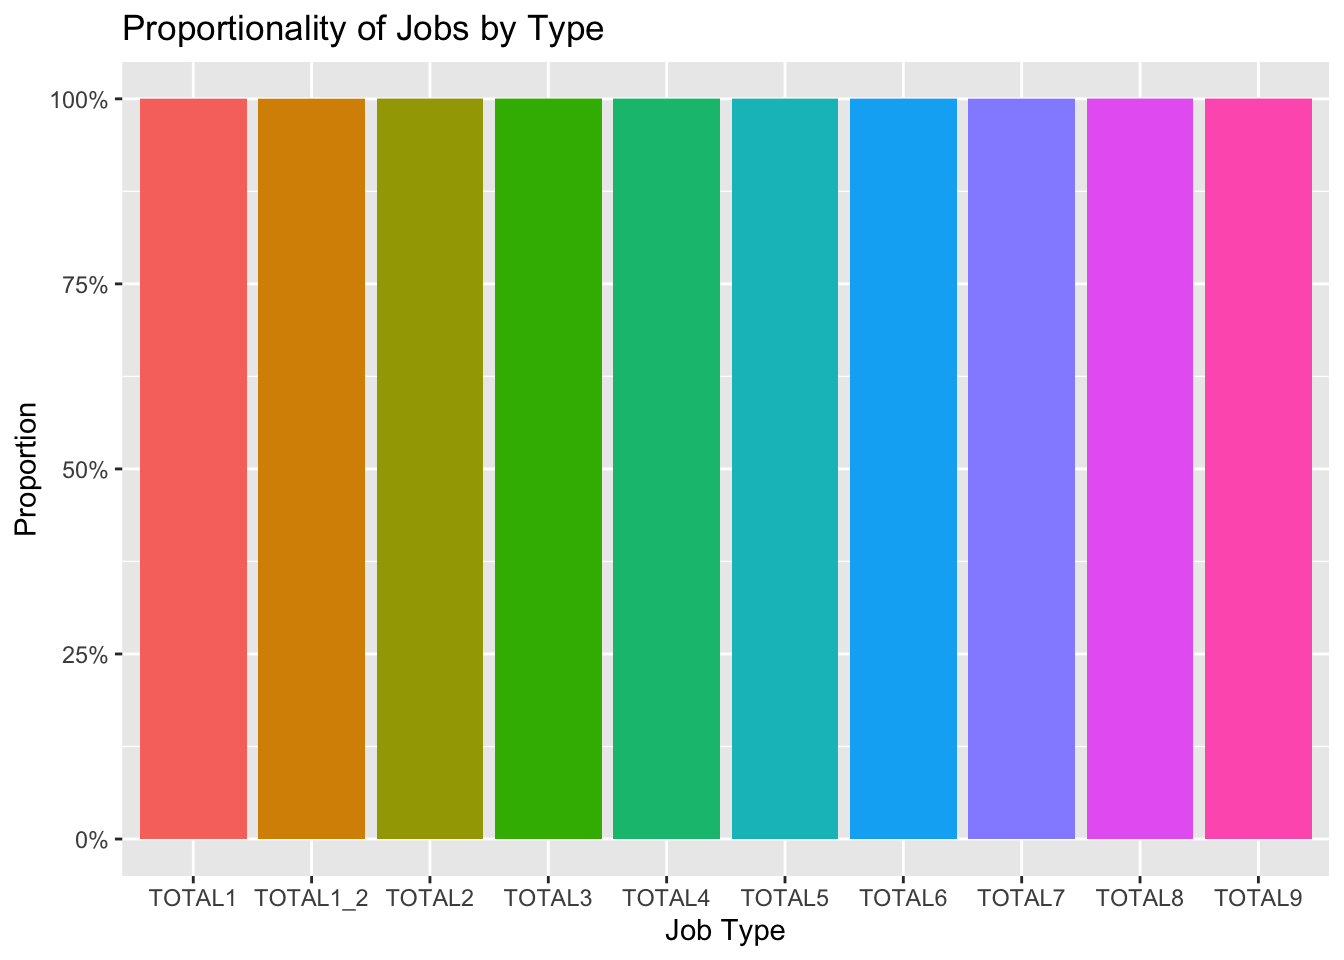 Proportionality of Jobs by Type
100%
75%
50%
25%
0%
Proportion
TOTAL1 TOTAL1_2 TOTAL2 TOTAL3 TOTAL4 TOTAL5 TOTAL6 TOTAL7 TOTAL8 TOTAL9
Job Type